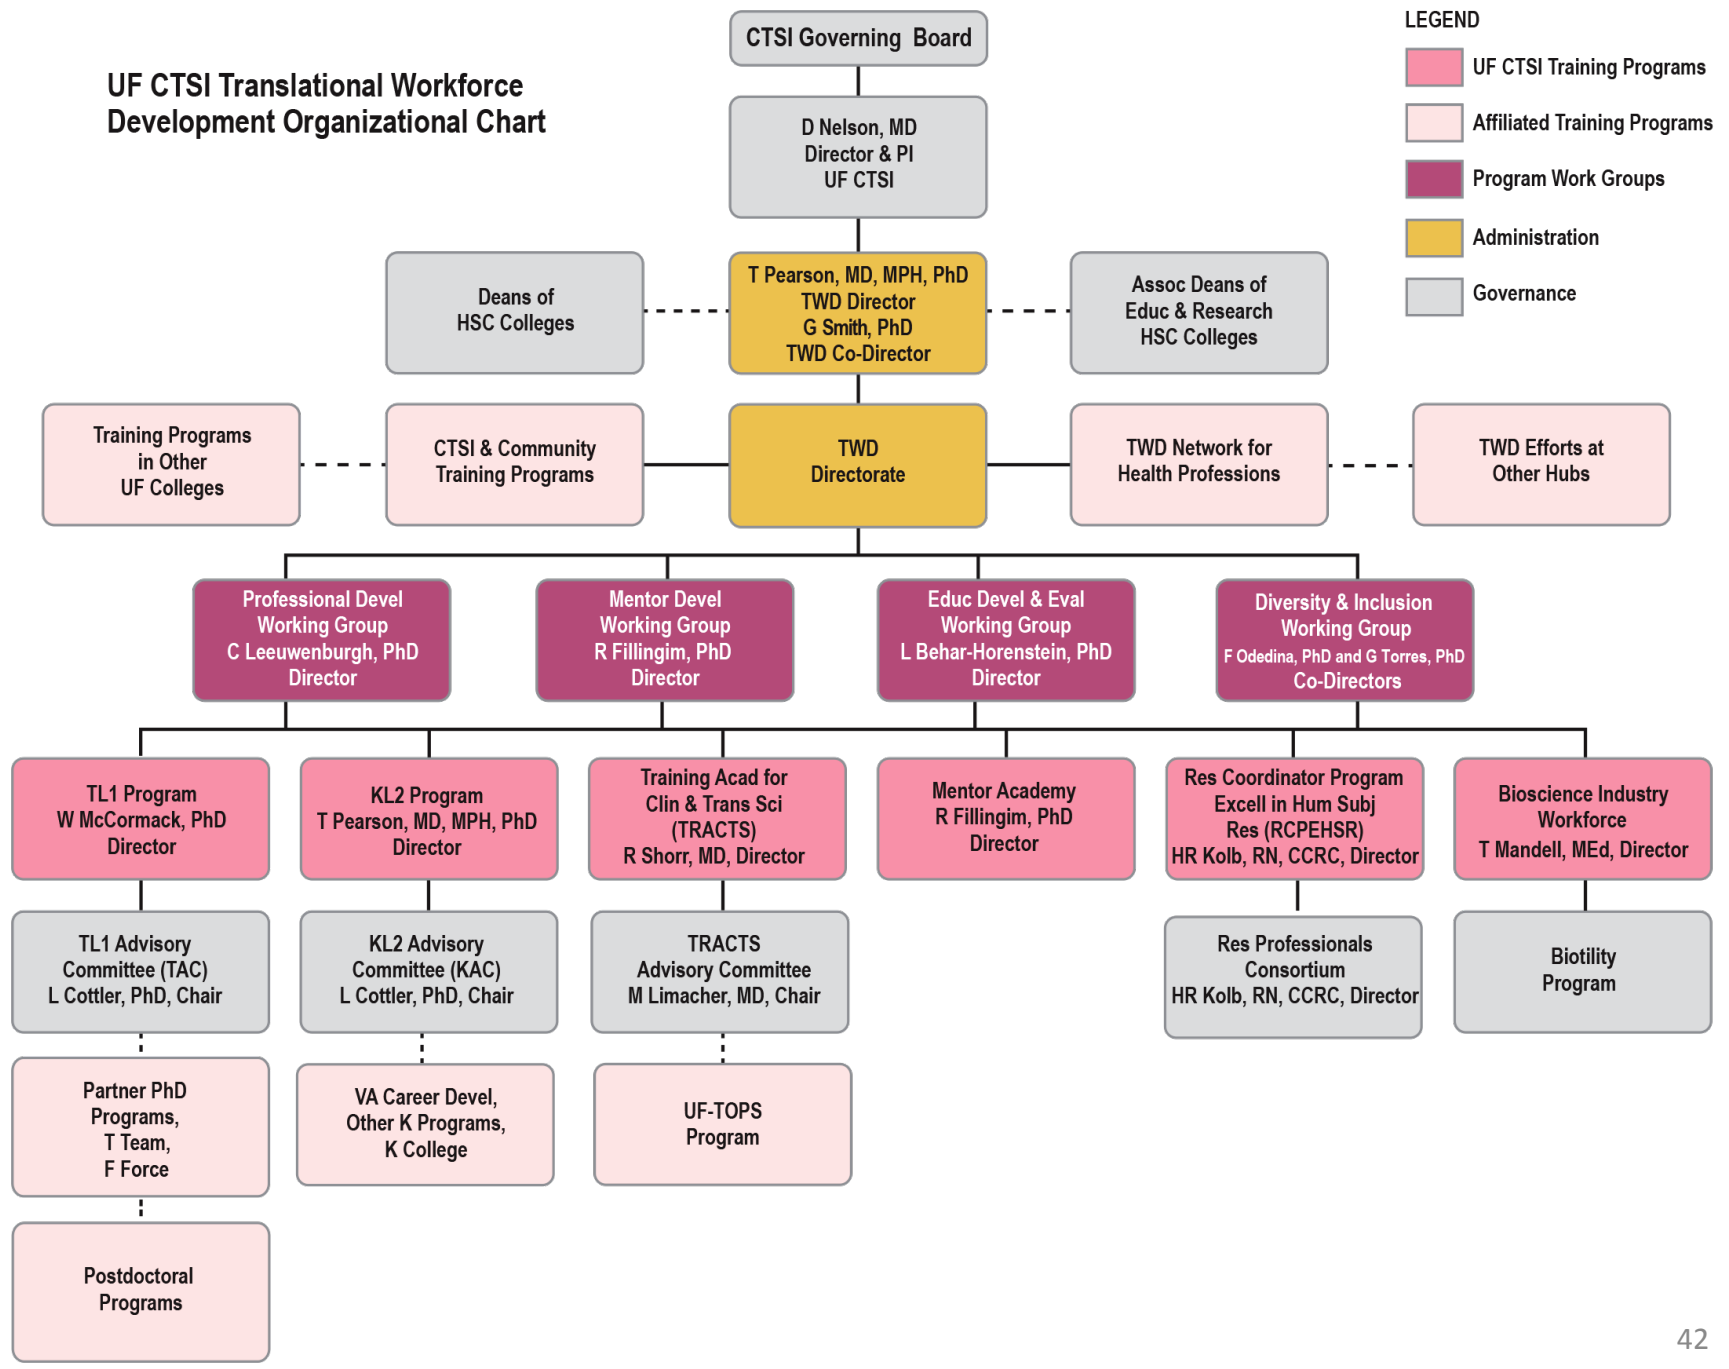 CTSI Governing Board
UF CTSI Translational Workforce
Development Organizational Chart
LEGEND
UF CTSI Training Programs
Affiliated Training Programs
Program Work Groups
Administration
Governance
D Nelson, MD
Director & PI
UF CTSI
Deans of
HSC Colleges
T Pearson, MD, MPH, PhD
TWD Director
G Smith, PhD
TWD Co-Director
Assoc Deans of
Educ & Research
HSC Colleges
Training Programs
in Other
UF Colleges
CTSI & Community
Training Programs
TWD
Directorate
TWD Network for
Health Professions
TWD Efforts at
Other Hubs
Professional Devel
Working Group
C Leeuwenburgh, PhD
Director
Mentor Devel
Working Group
R Fillingim, PhD
Director
Educ Devel & Eval
Working Group
L Behar-Horenstein, PhD
Director
Diversity & Inclusion
Working Group
F Odedina, PhD and G Torres, PhD
Co-Directors
TL1 Program
W McCormack, PhD
Director
KL2 Program
T Pearson, MD, MPH, PhD
Director
Training Acad for
Clin & Trans Sci
(TRACTS)
R Shorr, MD, Director
Mentor Academy
R Fillingim, PhD
Director
Res Coordinator Program
Excell in Hum Subj
Res (RCPEHSR)
HR Kolb, RN, CCRC, Director
Bioscience Industry
Workforce
T Mandell, MEd, Director
TL1 Advisory
Committee (TAC)
L Cottler, PhD, Chair
KL2 Advisory
Committee (KAC)
L Cottler, PhD, Chair
TRACTS
Advisory Committee
M Limacher, MD, Chair
Res Professionals
Consortium
HR Kolb, RN, CCRC, Director
Biotility
Program
Partner PhD
Programs,
T Team,
F Force
VA Career Devel,
Other K Programs,
K College
UF-TOPS
Program
Postdoctoral
Programs
42